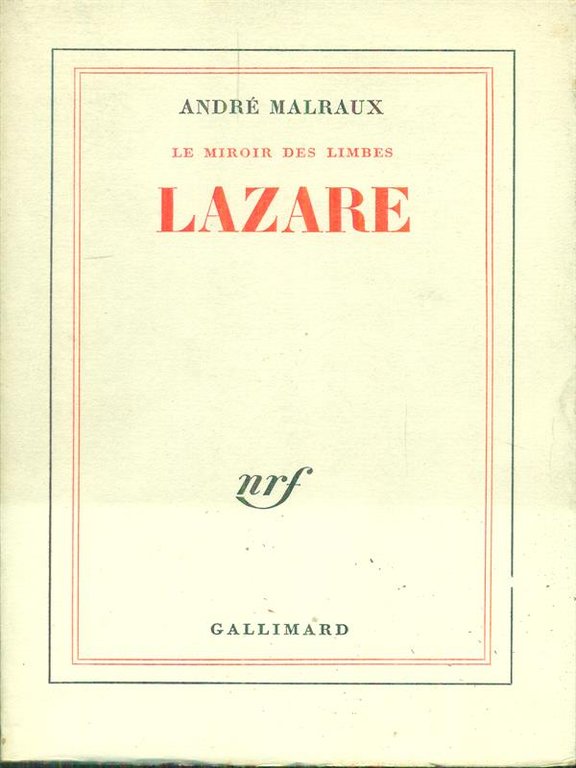 ANDRÉ MALRAUX
LE MIROIR DES LIMBES
LAZARE
nrf
GALLIMARD